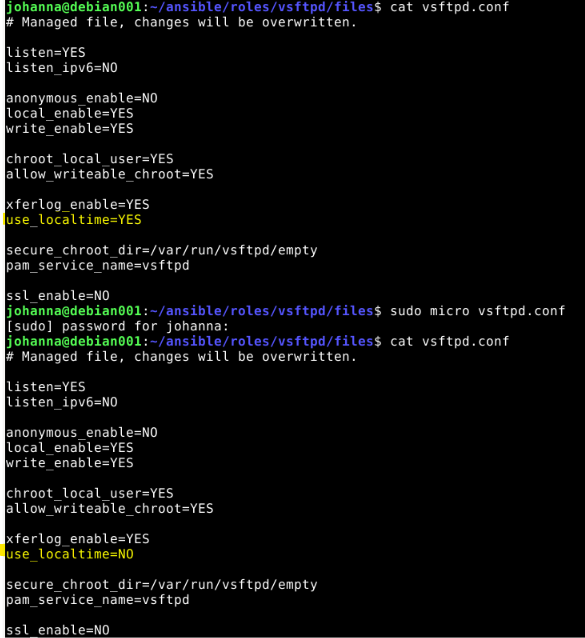 johanna@debian001:~/ansible/roles/vsftpd/files$ cat vsftpd.conf
# Managed file, changes will be overwritten.
listen=YES
listen_ipv6=NO
anonymous_enable=NO
local_enable=YES
write_enable=YES
chroot_local_user=YES
allow_writeable_chroot=YES
xferlog_enable=YES
use_localtime=YES
secure_chroot_dir=/var/run/vsftpd/empty
pam_service_name=vsftpd
ssl_enable=NO
johanna@debian001:~/ansible/roles/vsftpd/files$ sudo micro vsftpd.conf
[sudo] password for johanna:
johanna@debian001:~/ansible/roles/vsftpd/files$ cat vsftpd.conf
# Managed file, changes will be overwritten.
listen=YES
listen_ipv6=NO
anonymous_enable=NO
local_enable=YES
write_enable=YES
chroot_local_user=YES
allow_writeable_chroot=YES
xferlog_enable=YES
use_localtime=NO
secure_chroot_dir=/var/run/vsftpd/empty
pam_service_name=vsftpd
ssl_enable=NO